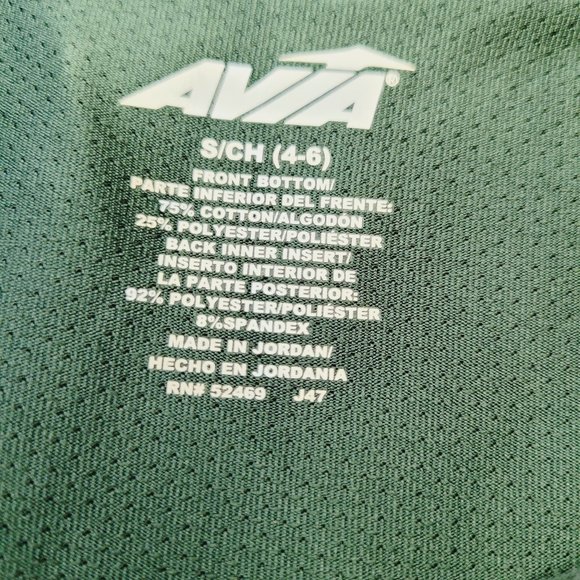 AVIA®
S/CH (4-6)
FRONT BOTTOM/
PARTE INFERIOR DEL FRENTE:
75% COTTON/ALGODÓN
25% POLYESTER/POLIÉSTER
BACK INNER INSERT/
INSERTO INTERIOR DE
LA PARTE POSTERIOR:
92% POLYESTER/POLIÉSTER
8%SPANDEX
MADE IN JORDAN/
HECHO EN JORDANIA
RN# 52469 J47